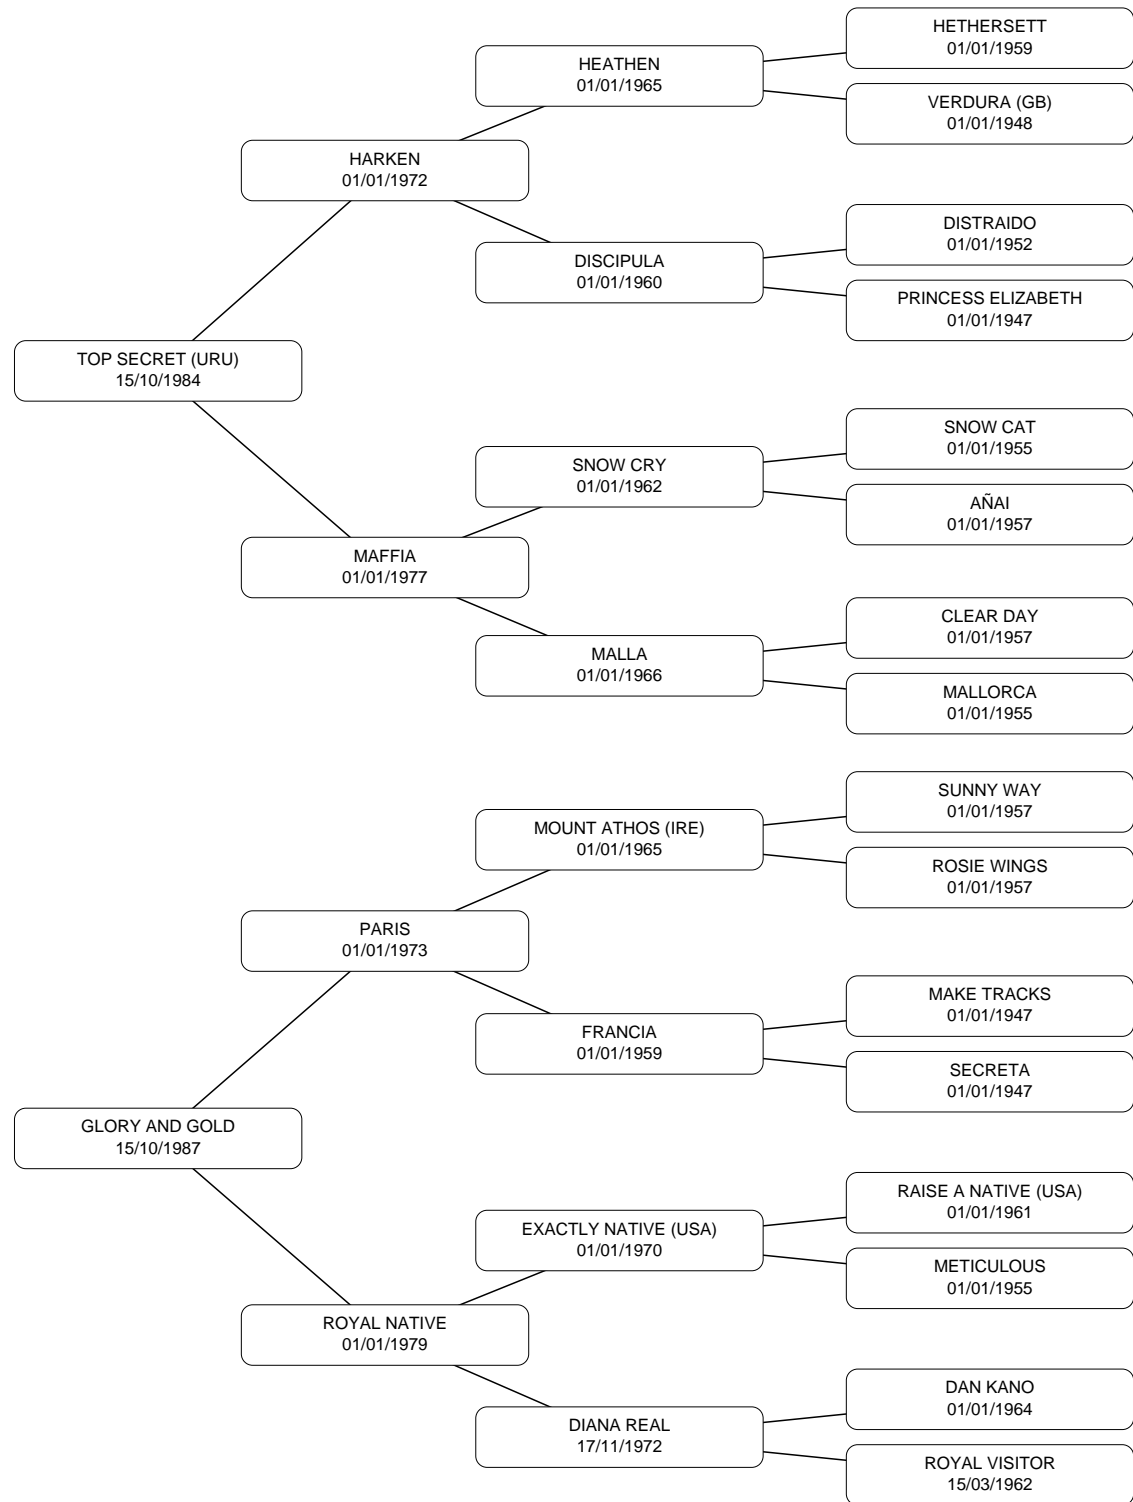 HETHERSETT
01/01/1959
HEATHEN
01/01/1965
VERDURA (GB)
01/01/1948
HARKEN
01/01/1972
DISTRAIDO
01/01/1952
DISCIPULA
01/01/1960
PRINCESS ELIZABETH
01/01/1947
TOP SECRET (URU)
15/10/1984
SNOW CAT
01/01/1955
SNOW CRY
01/01/1962
AÑAI
01/01/1957
MAFFIA
01/01/1977
CLEAR DAY
01/01/1957
MALLA
01/01/1966
MALLORCA
01/01/1955
SUNNY WAY
01/01/1957
MOUNT ATHOS (IRE)
01/01/1965
ROSIE WINGS
01/01/1957
PARIS
01/01/1973
MAKE TRACKS
01/01/1947
FRANCIA
01/01/1959
SECRETA
01/01/1947
GLORY AND GOLD
15/10/1987
RAISE A NATIVE (USA)
01/01/1961
EXACTLY NATIVE (USA)
01/01/1970
METICULOUS
01/01/1955
ROYAL NATIVE
01/01/1979
DAN KANO
01/01/1964
DIANA REAL
17/11/1972
ROYAL VISITOR
15/03/1962